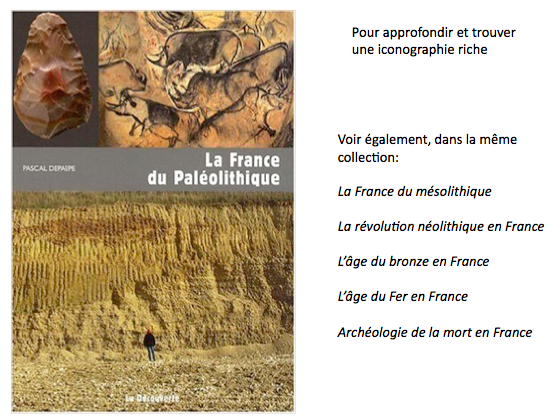 PASCAL DEPAEPE
La France
du Paléolithique
La Découverte
Pour approfondir et trouver
une iconographie riche
Voir également, dans la même
collection:
La France du mésolithique
La révolution néolithique en France
L’âge du bronze en France
L’âge du Fer en France
Archéologie de la mort en France